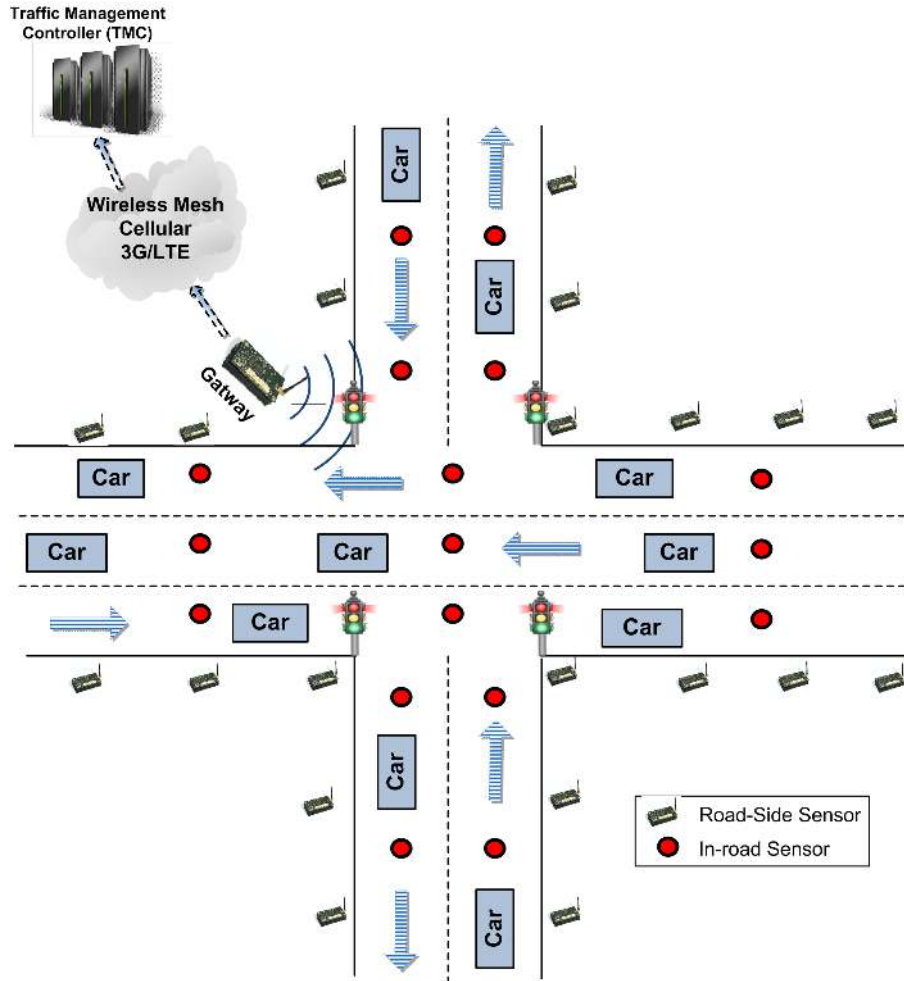 Traffic Management
Controller (TMC)
Wireless Mesh
Cellular
3G/LTE
Gatway
Car
Car
Car
Car
Car
Car
Car
Car
Car
Car
Car
Road-Side Sensor
In-road Sensor